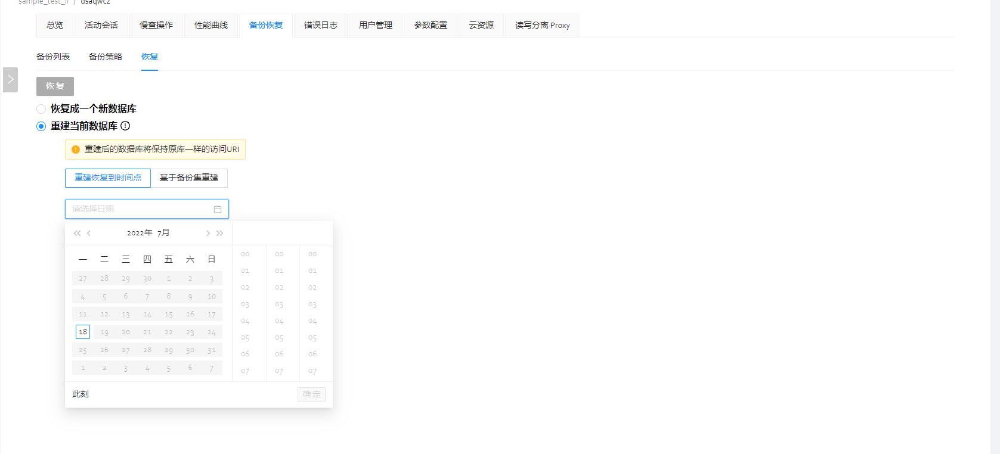 sample_test_ll / dsaqwcz
总览 活动会话 慢查操作 性能曲线 备份恢复 错误日志 用户管理 参数配置 云资源 读写分离 Proxy
备份列表 备份策略 恢复
恢复
恢复成一个新数据库
重建当前数据库
重建后的数据库将保持原库一样的访问URI
重建恢复到时间点 基于备份集重建
请选择日期
2022年 7月
一 二 三 四 五 六 日
27 28 29 30 1 2 3
4 5 6 7 8 9 10
11 12 13 14 15 16 17
18 19 20 21 22 23 24
25 26 27 28 29 30 31
1 2 3 4 5 6 7
00 00 00
01 01 01
02 02 02
03 03 03
04 04 04
05 05 05
06 06 06
07 07 07
此刻 确定